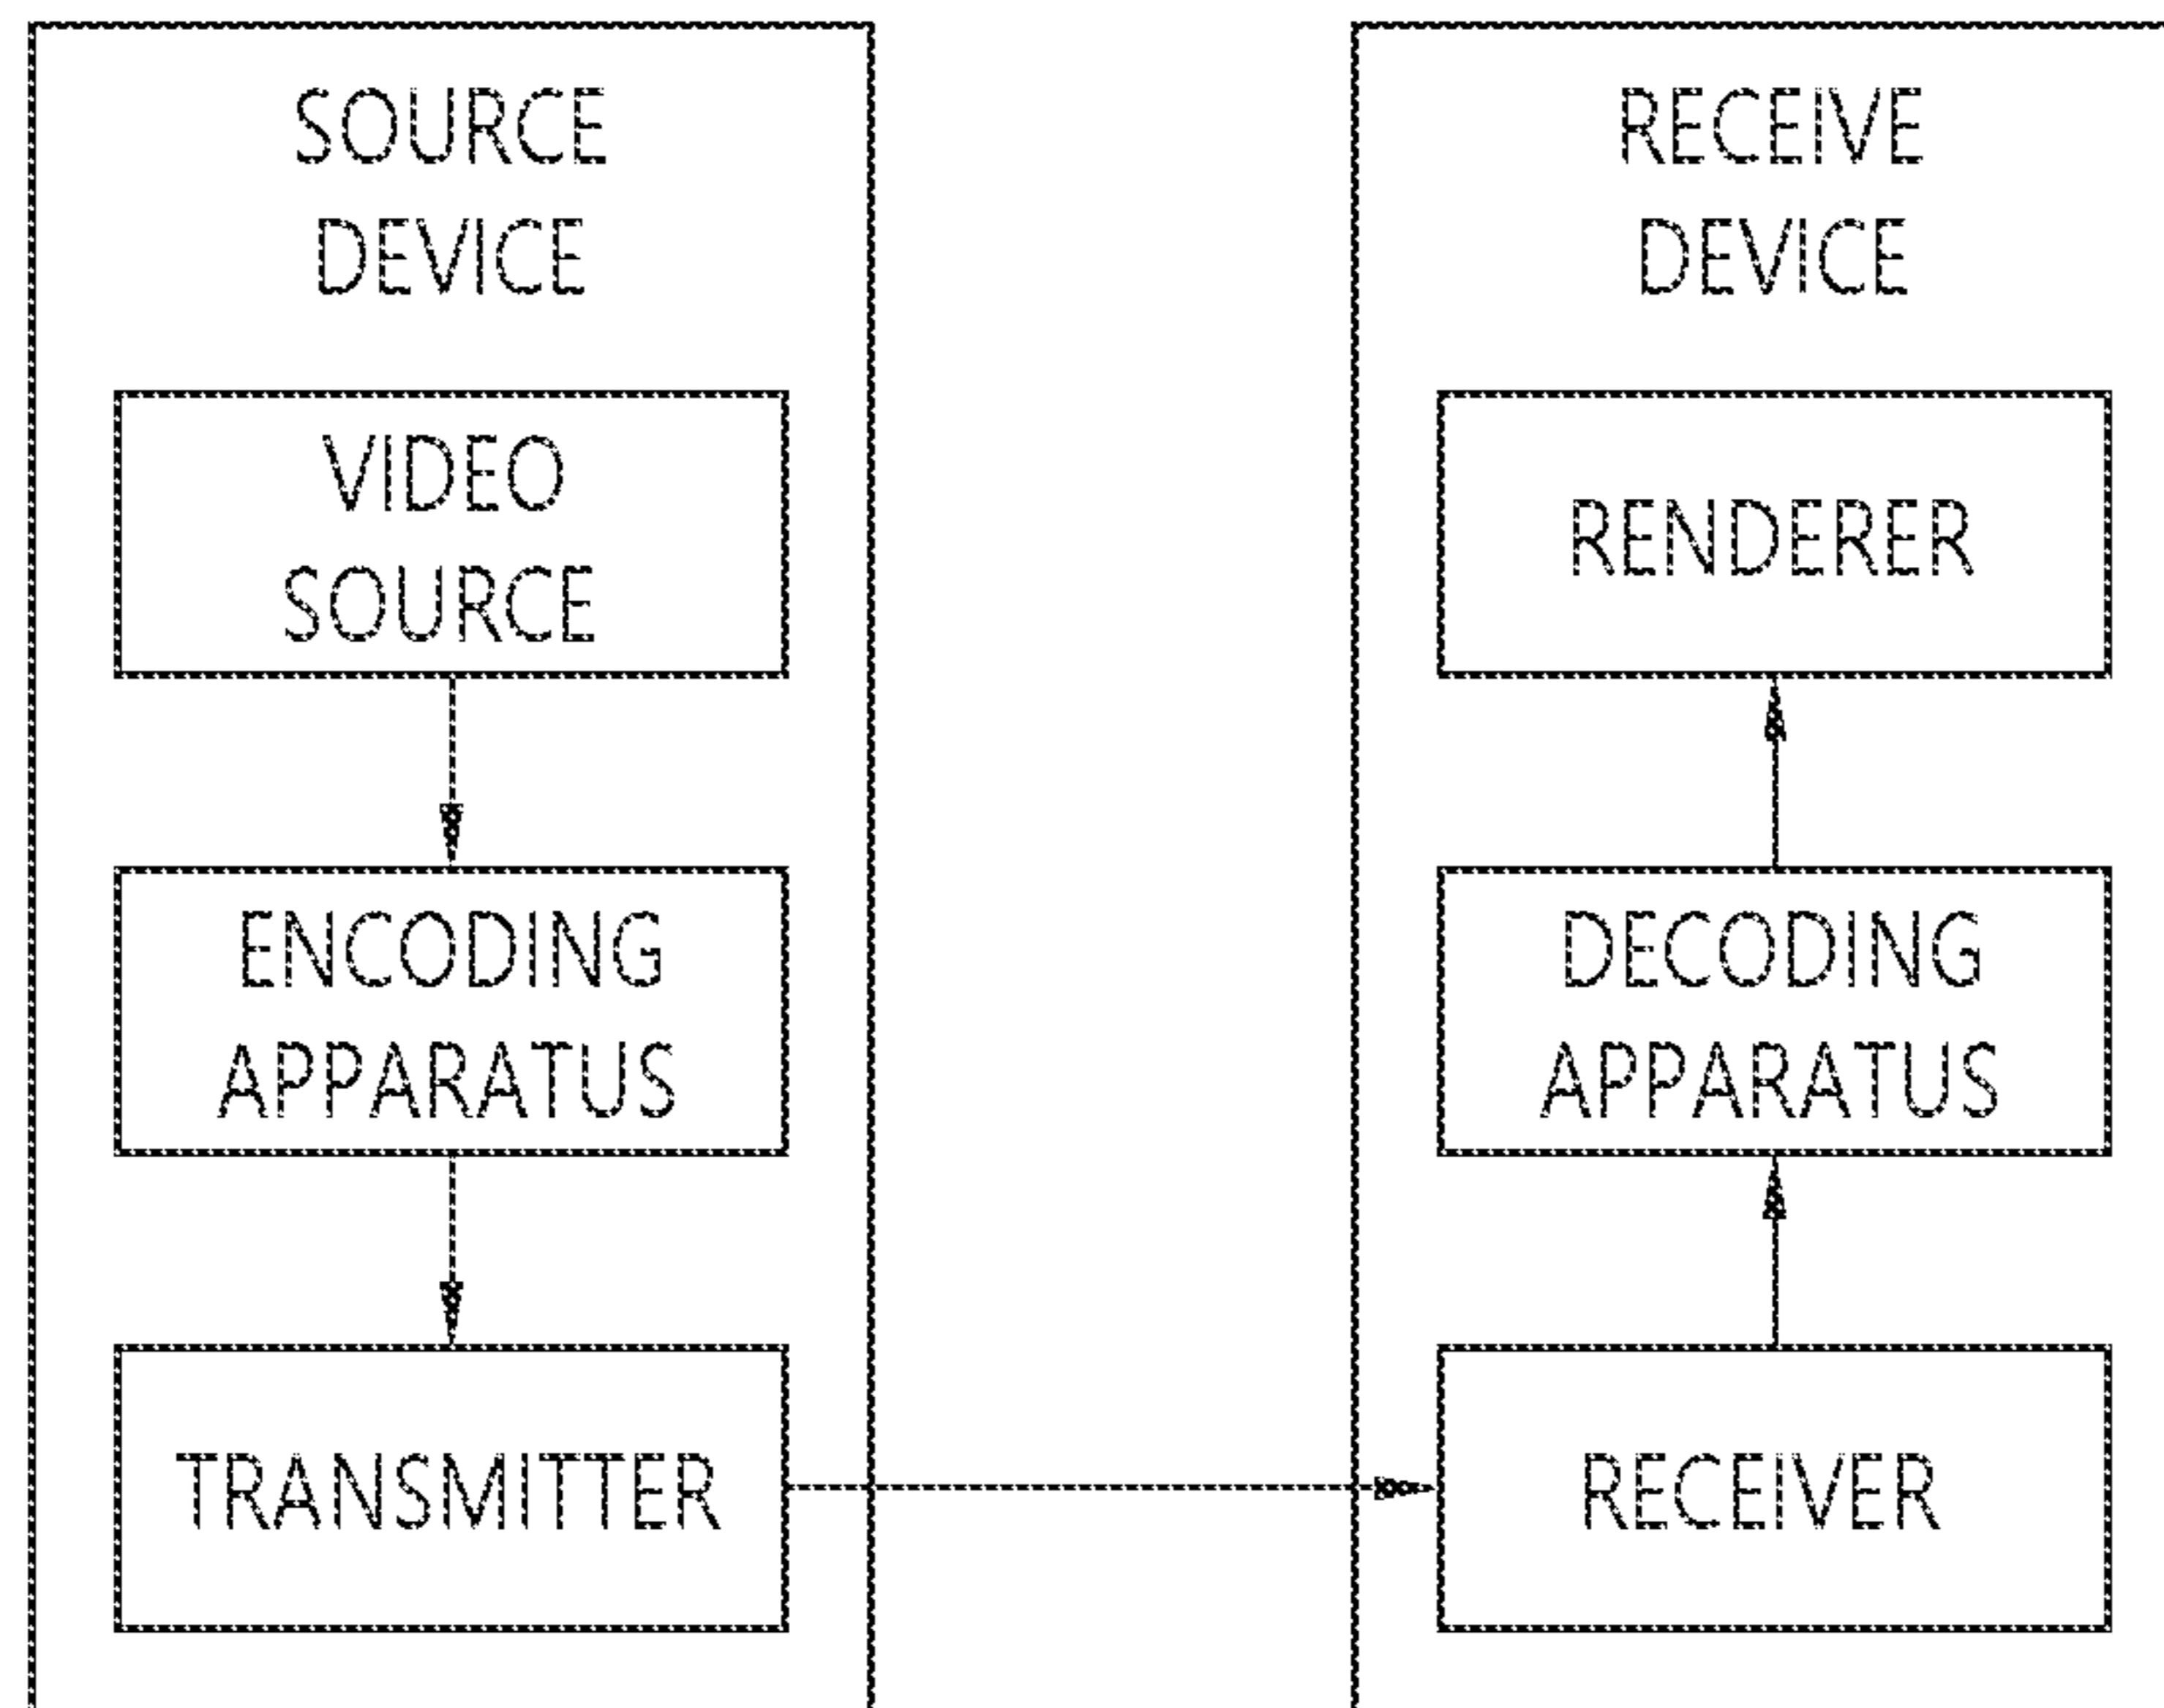 SOURCE
DEVICE
VIDEO
SOURCE
ENCODING
APPARATUS
TRANSMITTER
RECEIVE
DEVICE
RENDERER
DECODING
APPARATUS
RECEIVER